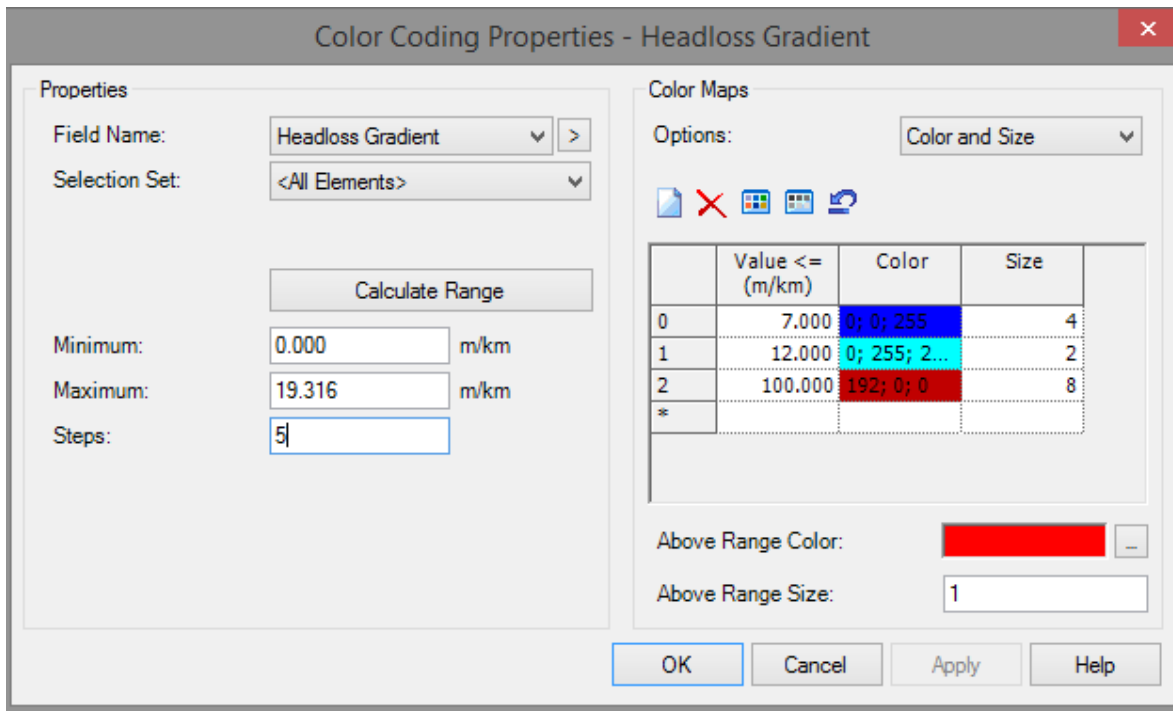 Color Coding Properties - Headloss Gradient
Properties
Field Name: Headloss Gradient >
Selection Set: <All Elements>
Calculate Range
Minimum: 0.000 m/km
Maximum: 19.316 m/km
Steps: 5
Color Maps
Options: Color and Size
Value <= (m/km) Color Size
0 7.000 0; 0; 255 4
1 12.000 0; 255; 2... 2
2 100.000 192; 0; 0 8
*
Above Range Color: ...
Above Range Size: 1
OK Cancel Apply Help